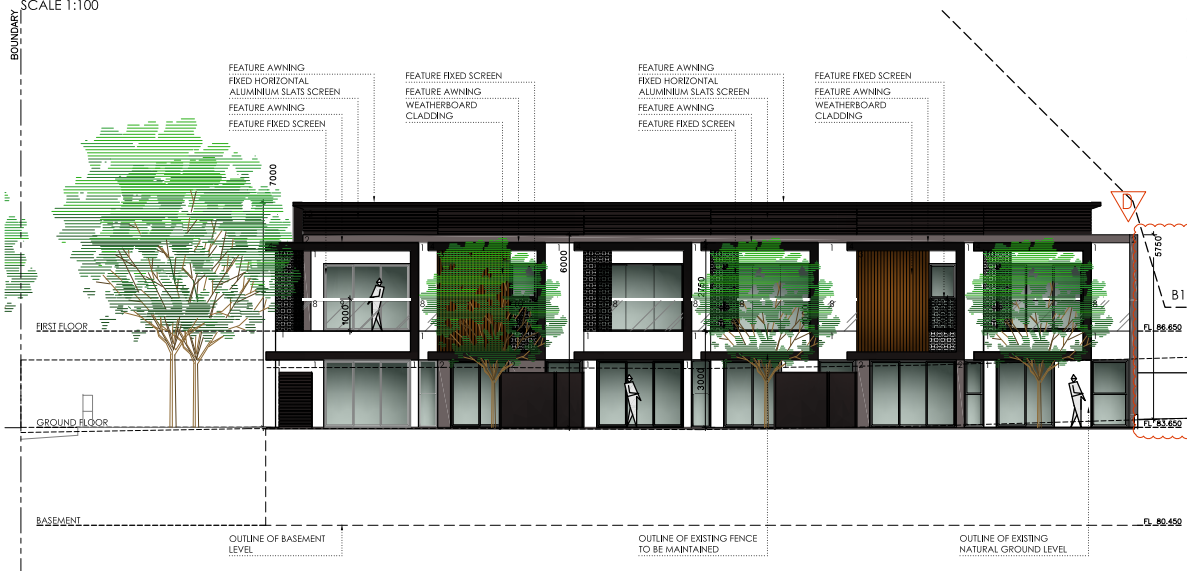 SCALE 1:100
BOUNDARY
FEATURE AWNING
FIXED HORIZONTAL
ALUMINIUM SLATS SCREEN
FEATURE AWNING
FEATURE FIXED SCREEN
FEATURE FIXED SCREEN
FEATURE AWNING
WEATHERBOARD
CLADDING
FEATURE AWNING
FIXED HORIZONTAL
ALUMINIUM SLATS SCREEN
FEATURE AWNING
FEATURE FIXED SCREEN
FEATURE FIXED SCREEN
FEATURE AWNING
WEATHERBOARD
CLADDING
7000
D
5750
6000
2750
B1
1000
FIRST FLOOR
FL 86.650
3000
GROUND FLOOR
FL 83.650
BASEMENT
FL 80.450
OUTLINE OF BASEMENT
LEVEL
OUTLINE OF EXISTING FENCE
TO BE MAINTAINED
OUTLINE OF EXISTING
NATURAL GROUND LEVEL